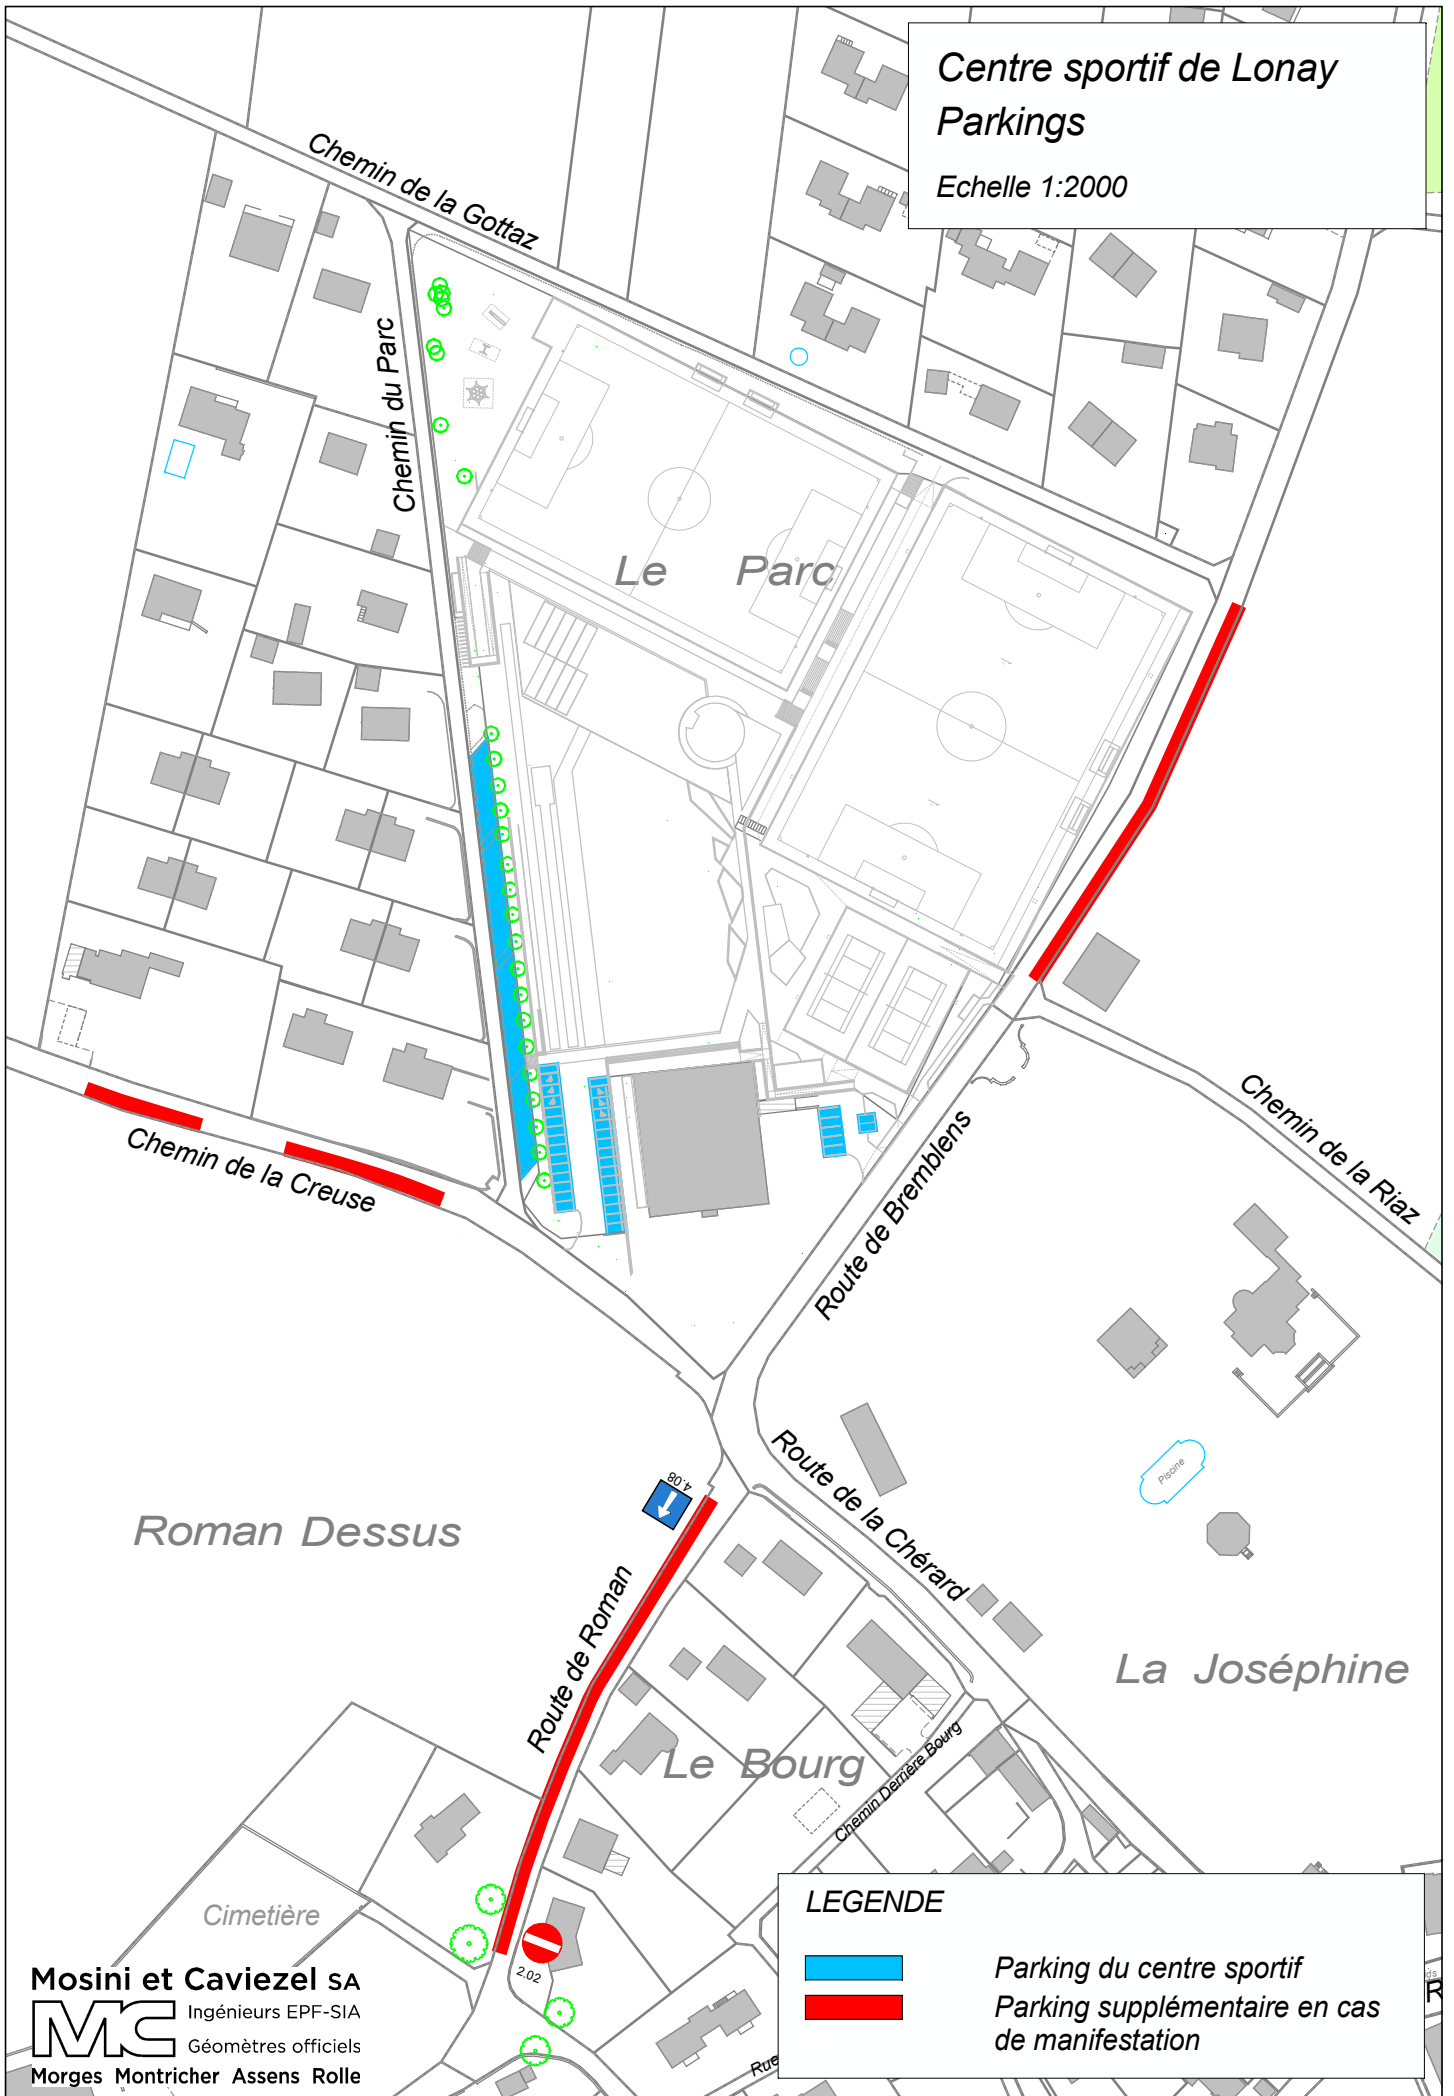 Centre sportif de Lonay
Parkings
Echelle 1:2000
Chemin de la Gottaz
Chemin du Parc
Le Parc
Chemin de la Creuse
Route de Bremblens
Chemin de la Riaz
Piscine
Route de la Chérard
4.08
Roman Dessus
Route de Roman
La Joséphine
Le Bourg
Chemin Derrière Bourg
Cimetière
2.02
Rue
R
LEGENDE
Parking du centre sportif
Parking supplémentaire en cas
de manifestation
Mosini et Caviezel SA
MC
Ingénieurs EPF-SIA
Géomètres officiels
Morges Montricher Assens Rolle